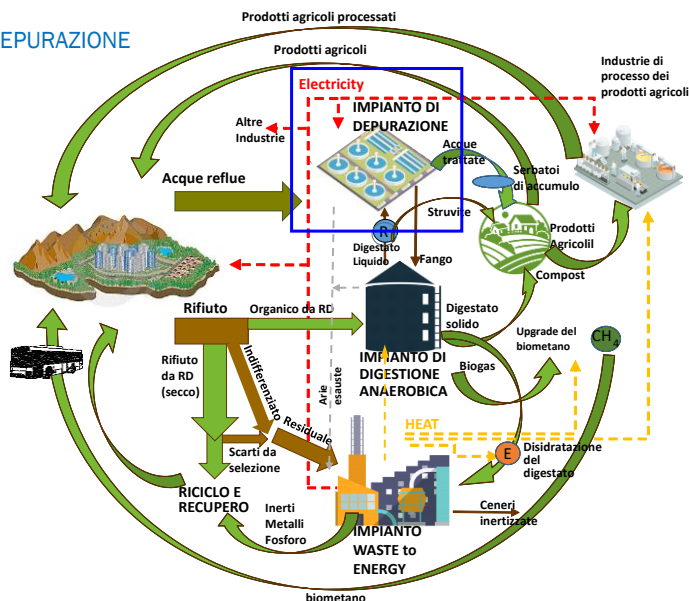 Prodotti agricoli processati
EPURAZIONE
Prodotti agricoli
Industrie di
processo dei
prodotti agricoli
Electricity
IMPIANTO DI
DEPURAZIONE
Altre
Industrie
Acque
trattate
Acque reflue
Serbatoi
di accumulo
Struvite
R
Digestato
Liquido
Fango
Prodotti
Agricolil
Compost
Rifiuto
Organico da RD
Digestato
solido
Upgrade del
biometano
CH4
Rifiuto
da RD
(secco)
Indifferenziato
IMPIANTO DI
DIGESTIONE
ANAEROBICA
Biogas
Arie
esauste
Residuale
HEAT
Scarti da
selezione
E
Disidratazione
del
digestato
RICICLO E
RECUPERO
Inerti
Metalli
Fosforo
Ceneri
inertizzate
IMPIANTO
WASTE to
ENERGY
biometano